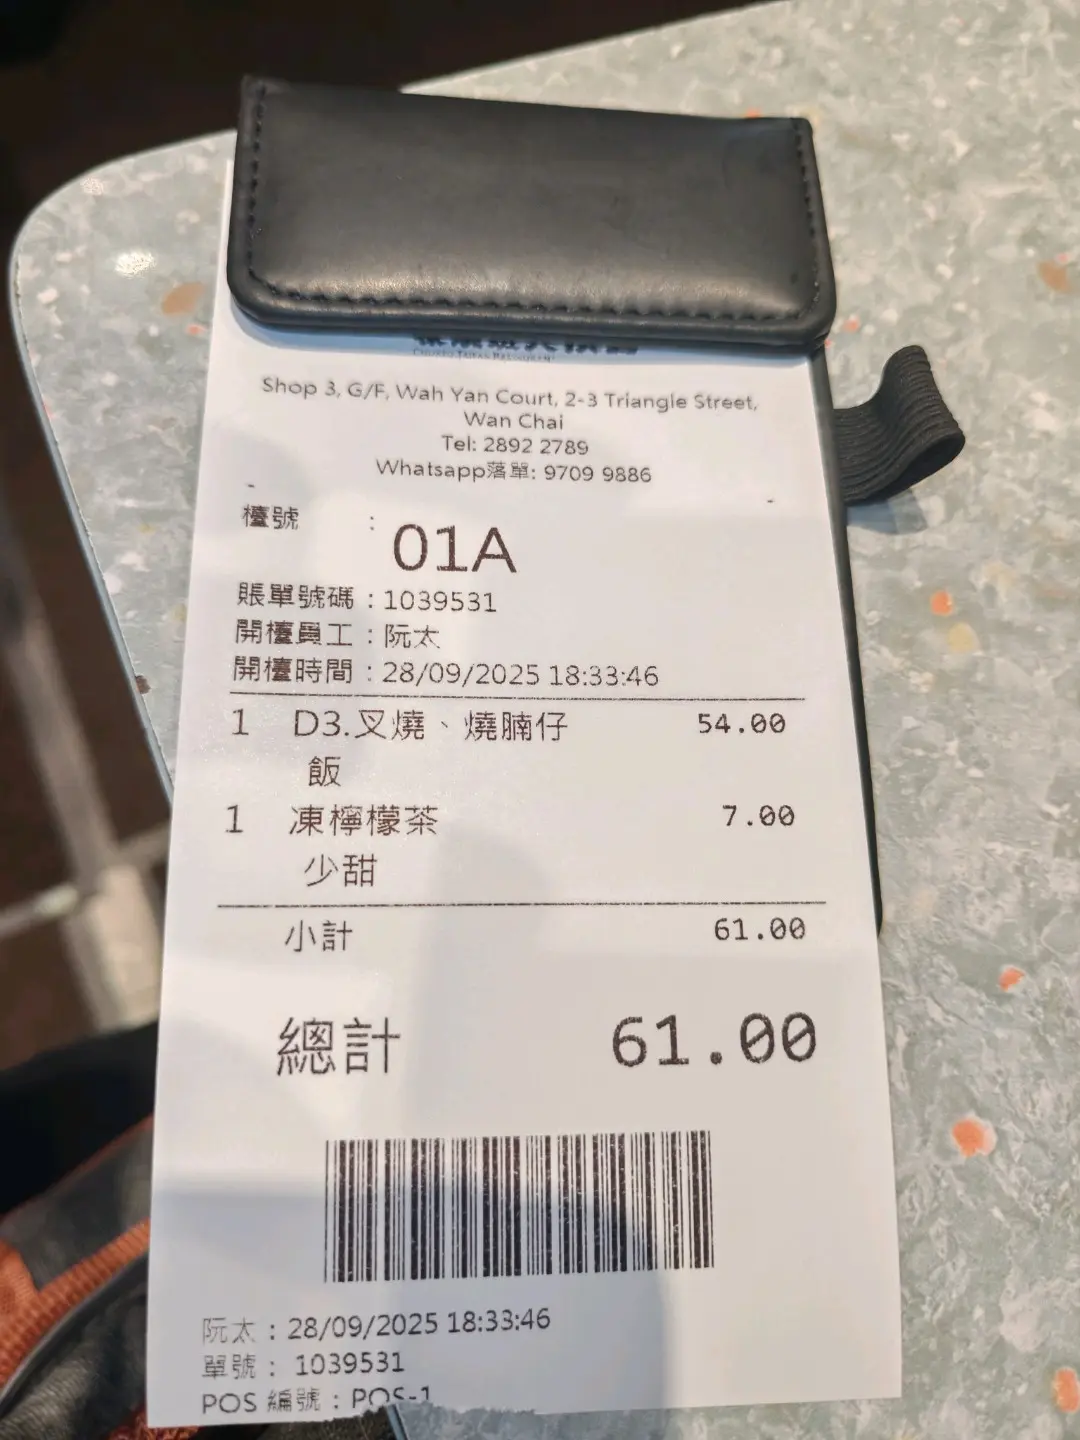 Shop 3, G/F, Wah Yan Court, 2-3 Triangle Street,
Wan Chai
Tel: 2892 2789
Whatsapp落單: 9709 9886
檯號 : 01A
賬單號碼 : 1039531
開檯員工 : 阮太
開檯時間 : 28/09/2025 18:33:46
1 D3.叉燒、燒腩仔 54.00
飯
1 凍檸檬茶 7.00
少甜
小計 61.00
總計 61.00
阮太 : 28/09/2025 18:33:46
單號 : 1039531
POS 編號 : POS-1